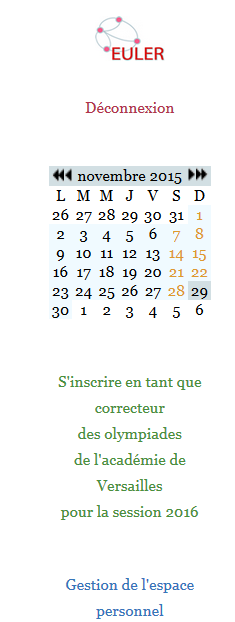 EULER
Déconnexion
novembre 2015
L M M J V S D
26 27 28 29 30 31 1
2 3 4 5 6 7 8
9 10 11 12 13 14 15
16 17 18 19 20 21 22
23 24 25 26 27 28 29
30 1 2 3 4 5 6
S'inscrire en tant que
correcteur
des olympiades
de l'académie de
Versailles
pour la session 2016
Gestion de l'espace
personnel